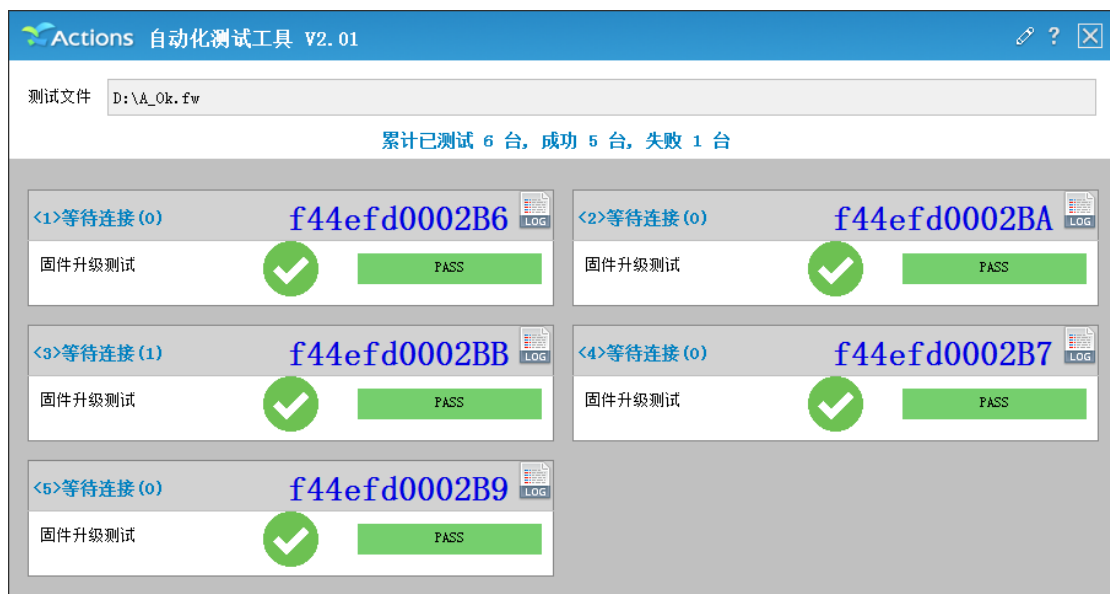 Actions 自动化测试工具 V2.01 ?
测试文件 D:\A_Ok.fw
累计已测试 6 台, 成功 5 台, 失败 1 台
<1>等待连接(0) f44efd0002B6 LOG
固件升级测试 PASS
<2>等待连接(0) f44efd0002BA LOG
固件升级测试 PASS
<3>等待连接(1) f44efd0002BB LOG
固件升级测试 PASS
<4>等待连接(0) f44efd0002B7 LOG
固件升级测试 PASS
<5>等待连接(0) f44efd0002B9 LOG
固件升级测试 PASS